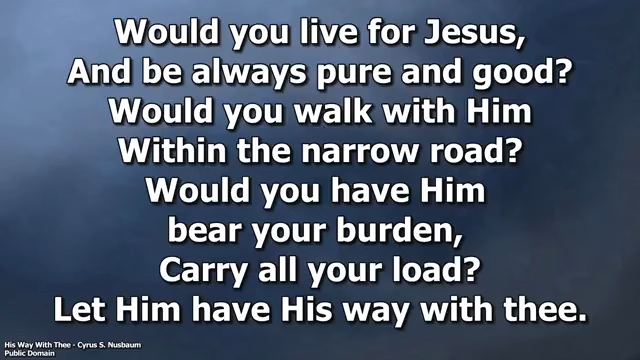 Would you live for Jesus,
And be always pure and good?
Would you walk with Him
Within the narrow road?
Would you have Him
bear your burden,
Carry all your load?
Let Him have His way with thee.
His Way With Thee - Cyrus S. Nusbaum
Public Domain